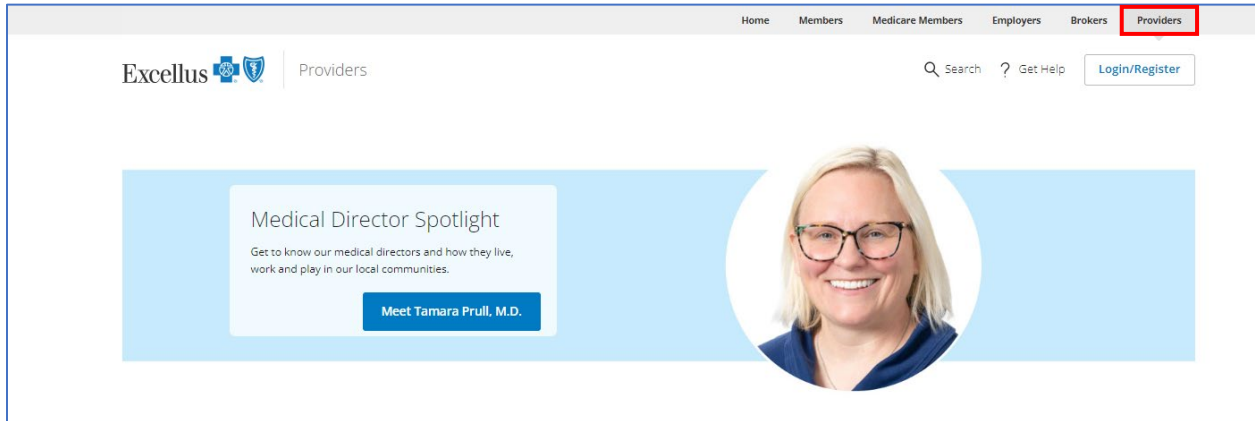 Home Members Medicare Members Employers Brokers Providers
Excellus Providers Search ? Get Help Login/Register
Medical Director Spotlight
Get to know our medical directors and how they live,
work and play in our local communities.
Meet Tamara Prull, M.D.